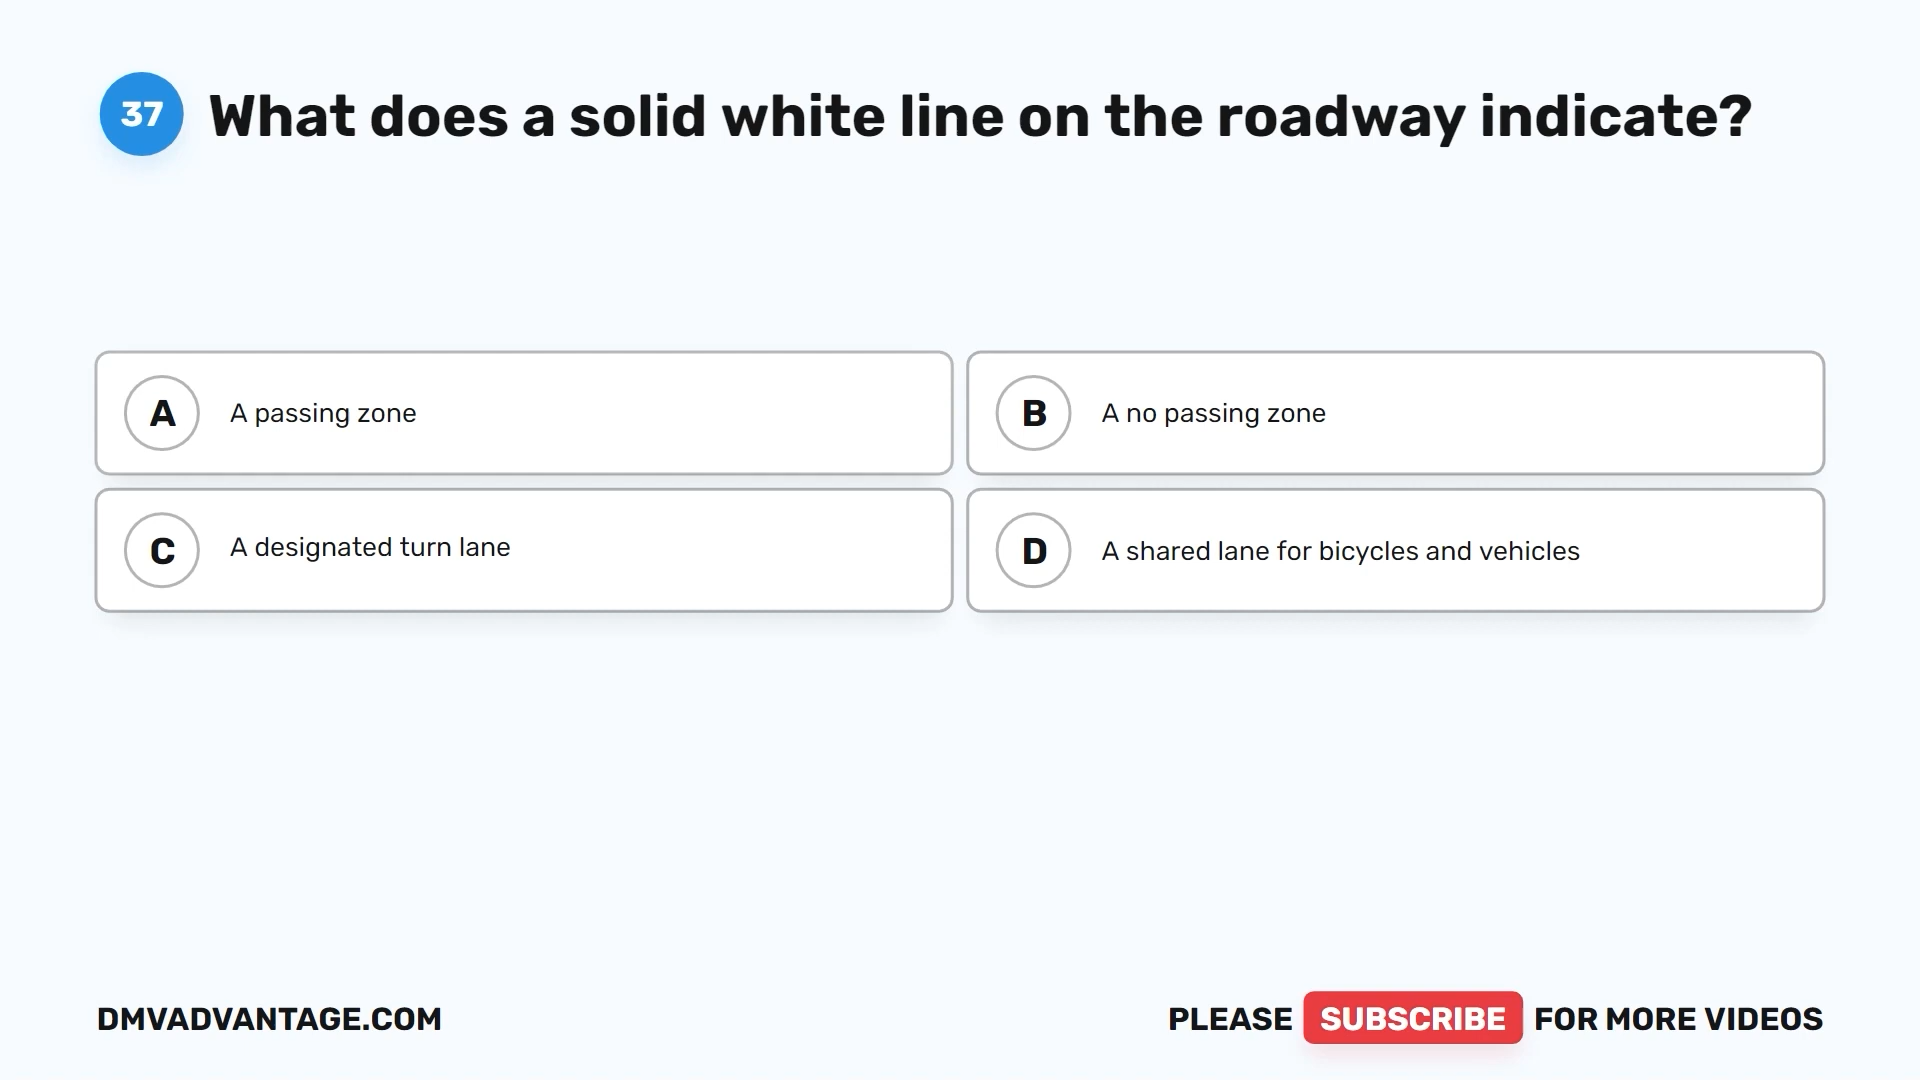 37 What does a solid white line on the roadway indicate?
A A passing zone
B A no passing zone
C A designated turn lane
D A shared lane for bicycles and vehicles
DMVADVANTAGE.COM
PLEASE SUBSCRIBE FOR MORE VIDEOS